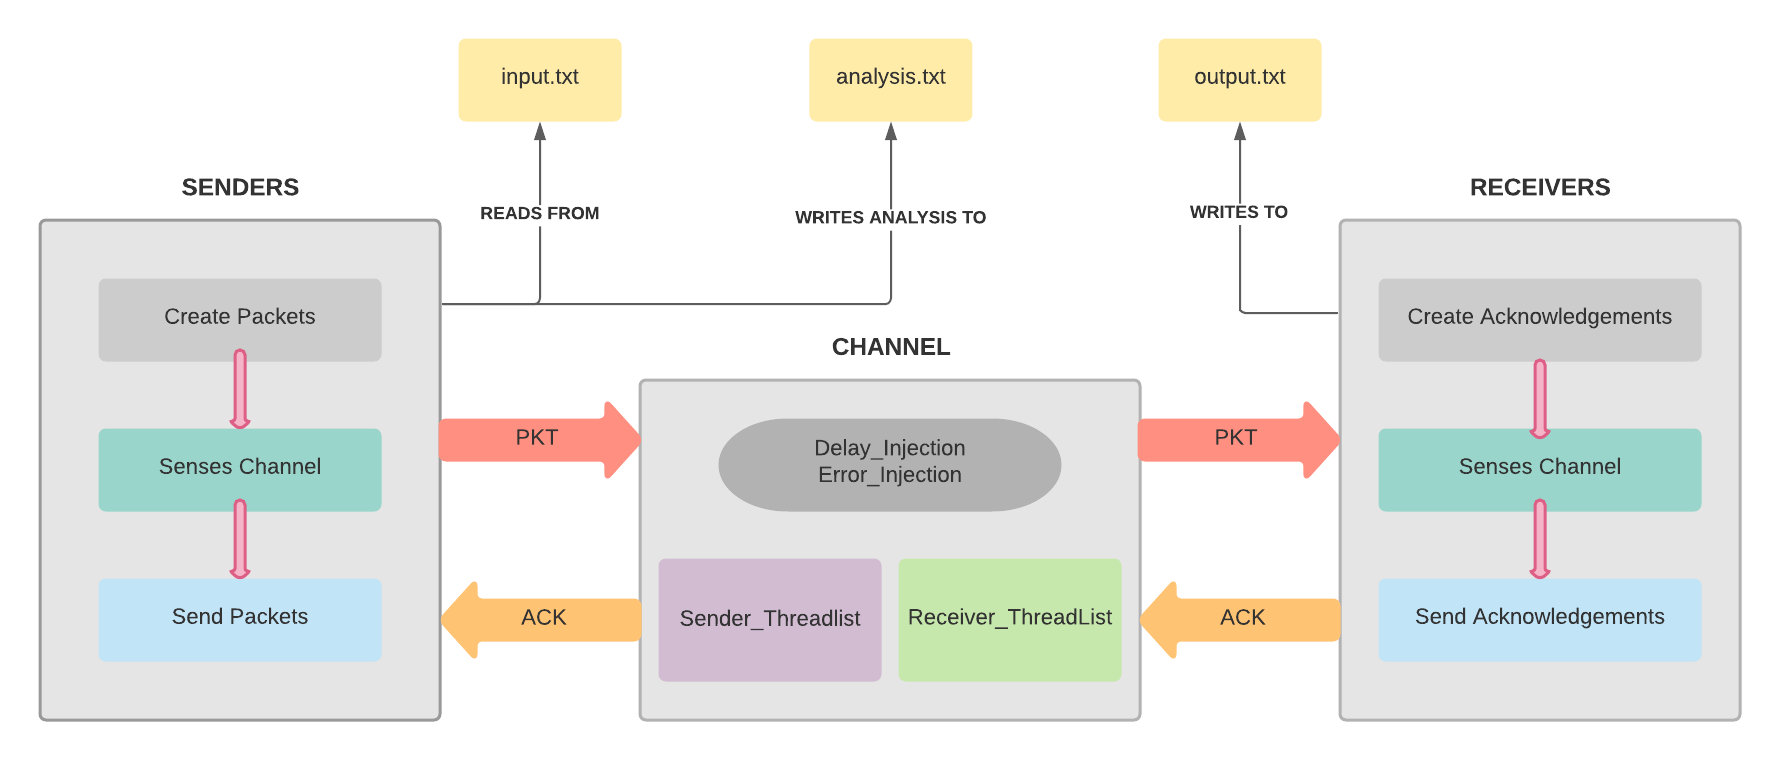 input.txt
analysis.txt
output.txt
SENDERS
RECEIVERS
READS FROM
WRITES ANALYSIS TO
WRITES TO
Create Packets
Create Acknowledgements
CHANNEL
PKT
PKT
Delay_Injection
Error_Injection
Senses Channel
Senses Channel
Send Packets
ACK
Sender_Threadlist
Receiver_ThreadList
ACK
Send Acknowledgements